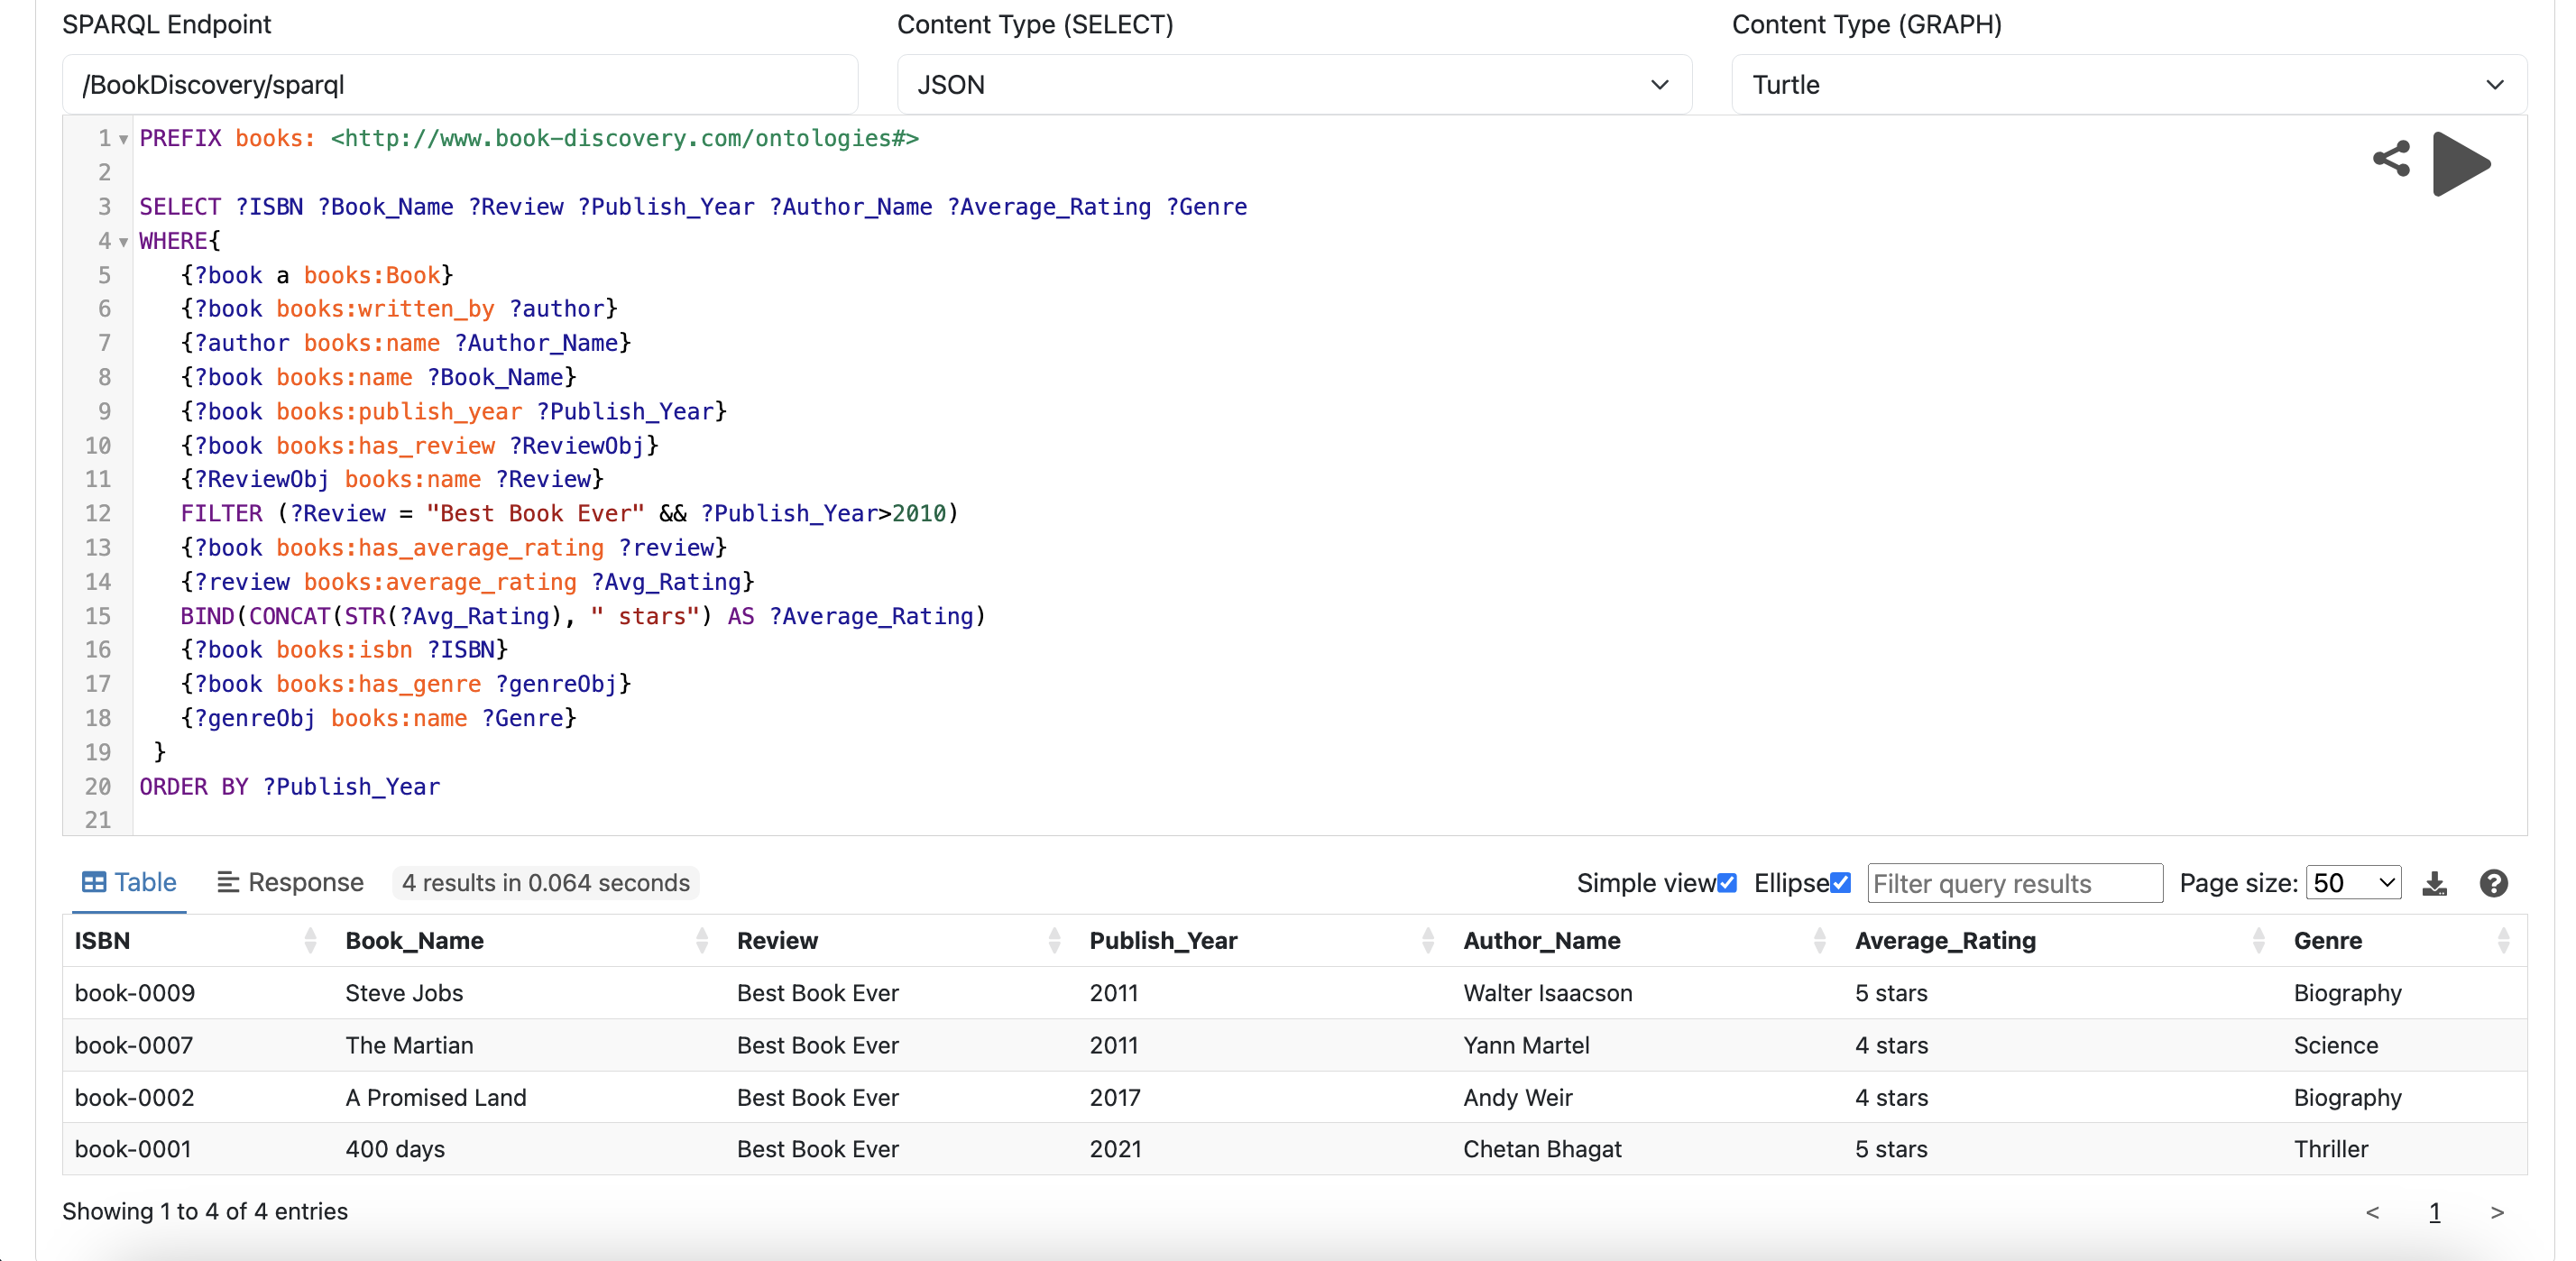 SPARQL Endpoint Content Type (SELECT) Content Type (GRAPH)
/BookDiscovery/sparql JSON Turtle
1 PREFIX books: <http://www.book-discovery.com/ontologies#>
2
3 SELECT ?ISBN ?Book_Name ?Review ?Publish_Year ?Author_Name ?Average_Rating ?Genre
4 WHERE{
5 {?book a books:Book}
6 {?book books:written_by ?author}
7 {?author books:name ?Author_Name}
8 {?book books:name ?Book_Name}
9 {?book books:publish_year ?Publish_Year}
10 {?book books:has_review ?ReviewObj}
11 {?ReviewObj books:name ?Review}
12 FILTER (?Review = "Best Book Ever" && ?Publish_Year>2010)
13 {?book books:has_average_rating ?review}
14 {?review books:average_rating ?Avg_Rating}
15 BIND(CONCAT(STR(?Avg_Rating), " stars") AS ?Average_Rating)
16 {?book books:isbn ?ISBN}
17 {?book books:has_genre ?genreObj}
18 {?genreObj books:name ?Genre}
19 }
20 ORDER BY ?Publish_Year
21
Table Response 4 results in 0.064 seconds Simple view Ellipse Filter query results Page size: 50
ISBN Book_Name Review Publish_Year Author_Name Average_Rating Genre
book-0009 Steve Jobs Best Book Ever 2011 Walter Isaacson 5 stars Biography
book-0007 The Martian Best Book Ever 2011 Yann Martel 4 stars Science
book-0002 A Promised Land Best Book Ever 2017 Andy Weir 4 stars Biography
book-0001 400 days Best Book Ever 2021 Chetan Bhagat 5 stars Thriller
Showing 1 to 4 of 4 entries < 1 >